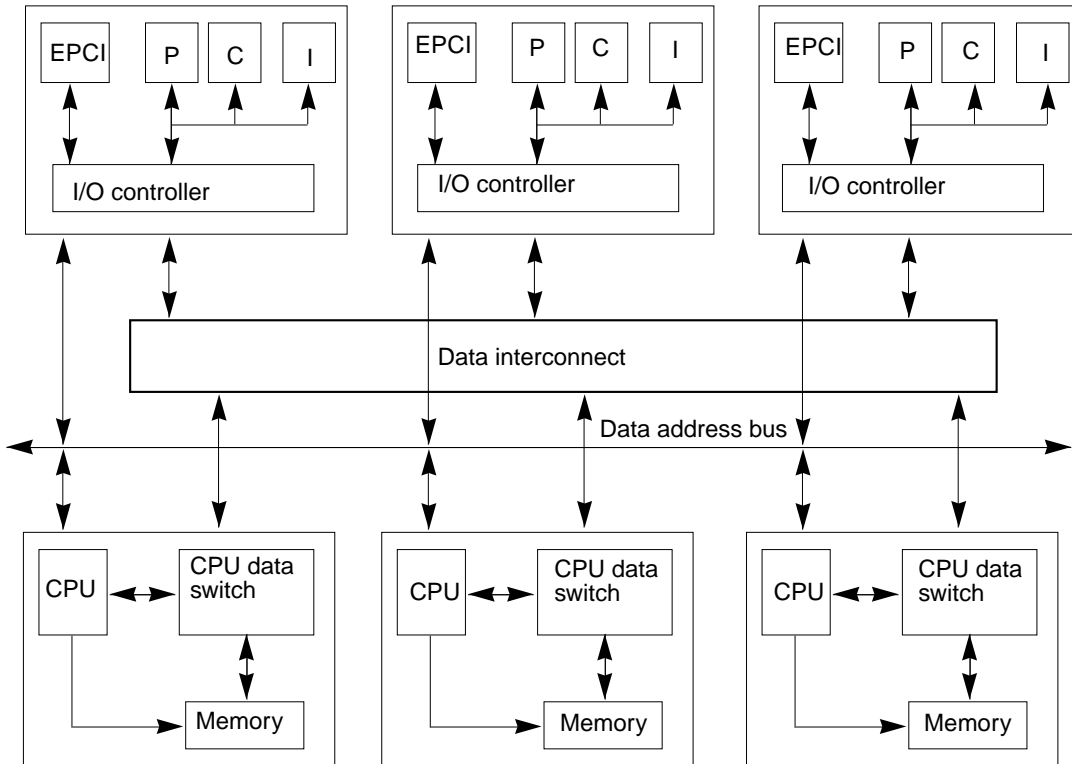 EPCI P C I
I/O controller
EPCI P C I
I/O controller
EPCI P C I
I/O controller
Data interconnect
Data address bus
CPU
CPU data
switch
Memory
CPU
CPU data
switch
Memory
CPU
CPU data
switch
Memory